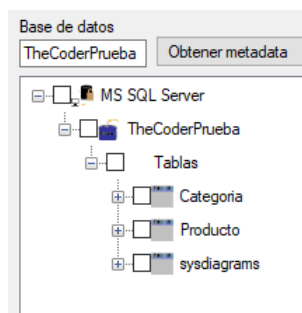 Base de datos
TheCoderPrueba Obtener metadata
MS SQL Server
TheCoderPrueba
Tablas
Categoria
Producto
sysdiagrams